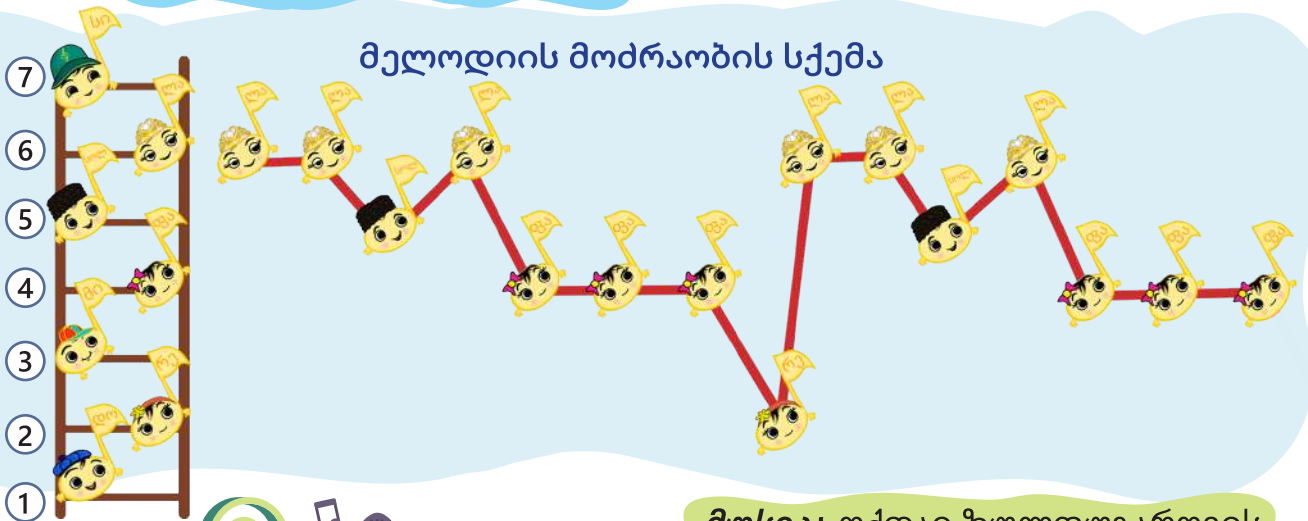 მელოდიის მოძრაობის სქემა
7
სი
6
ლა
5
სოლ
4
ფა
3
მი
2
რე
1
დო
ლა
ლა
სოლ
ლა
ფა
ფა
ფა
რე
ლა
ლა
სოლ
ლა
ფა
ფა
ფა